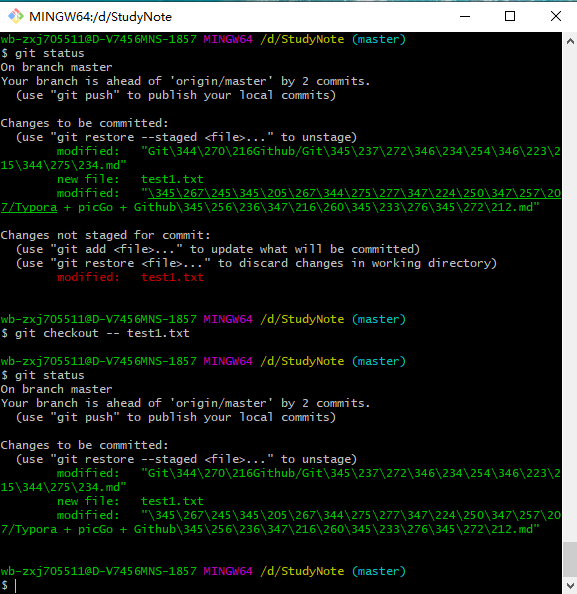 MINGW64:/d/StudyNote
wb-zxj705511@D-V7456MNS-1857 MINGW64 /d/StudyNote (master)
$ git status
On branch master
Your branch is ahead of 'origin/master' by 2 commits.
  (use "git push" to publish your local commits)
Changes to be committed:
  (use "git restore --staged <file>..." to unstage)
        modified:   "Git\344\270\216Github/Git\345\237\272\346\234\254\346\223\2
15\344\275\234.md"
        new file:   test1.txt
        modified:   "\345\267\245\345\205\267\344\275\277\347\224\250\347\257\20
7/Typora + picGo + Github\345\256\236\347\216\260\345\233\276\345\272\212.md"
Changes not staged for commit:
  (use "git add <file>..." to update what will be committed)
  (use "git restore <file>..." to discard changes in working directory)
        modified:   test1.txt
wb-zxj705511@D-V7456MNS-1857 MINGW64 /d/StudyNote (master)
$ git checkout -- test1.txt
wb-zxj705511@D-V7456MNS-1857 MINGW64 /d/StudyNote (master)
$ git status
On branch master
Your branch is ahead of 'origin/master' by 2 commits.
  (use "git push" to publish your local commits)
Changes to be committed:
  (use "git restore --staged <file>..." to unstage)
        modified:   "Git\344\270\216Github/Git\345\237\272\346\234\254\346\223\2
15\344\275\234.md"
        new file:   test1.txt
        modified:   "\345\267\245\345\205\267\344\275\277\347\224\250\347\257\20
7/Typora + picGo + Github\345\256\236\347\216\260\345\233\276\345\272\212.md"
wb-zxj705511@D-V7456MNS-1857 MINGW64 /d/StudyNote (master)
$